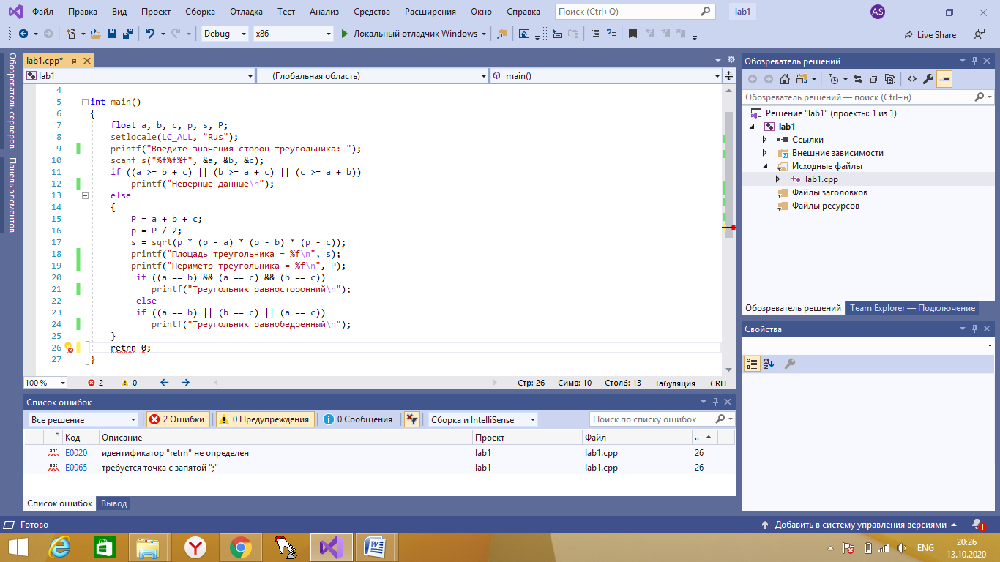 Файл Правка Вид Проект Сборка Отладка Тест Анализ Средства Расширения Окно Справка Поиск (Ctrl+Q) lab1 AS
Debug x86 Локальный отладчик Windows Live Share
Обозреватель серверов
Панель элементов
lab1.cpp*
lab1 (Глобальная область) main()
4
5 int main()
6 {
7 float a, b, c, p, s, P;
8 setlocale(LC_ALL, "Rus");
9 printf("Введите значения сторон треугольника: ");
10 scanf_s("%f%f%f", &a, &b, &c);
11 if ((a >= b + c) || (b >= a + c) || (c >= a + b))
12 printf("Неверные данные\n");
13 else
14 {
15 P = a + b + c;
16 p = P / 2;
17 s = sqrt(p * (p - a) * (p - b) * (p - c));
18 printf("Площадь треугольника = %f\n", s);
19 printf("Периметр треугольника = %f\n", P);
20 if ((a == b) && (a == c) && (b == c))
21 printf("Треугольник равносторонний\n");
22 else
23 if ((a == b) || (b == c) || (a == c))
24 printf("Треугольник равнобедренный\n");
25 }
26 retrn 0;
27 }
100 % 2 0 Стр: 26 Симв: 10 Столб: 13 Табуляция CRLF
Список ошибок
Все решение 2 Ошибки 0 Предупреждения 0 Сообщения Сборка и IntelliSense Поиск по списку ошибок
Код Описание Проект Файл ..
abc E0020 идентификатор "retrn" не определен lab1 lab1.cpp 26
abc E0065 требуется точка с запятой ";" lab1 lab1.cpp 26
Список ошибок Вывод
Обозреватель решений
Обозреватель решений — поиск (Ctrl+ң)
Решение "lab1" (проекты: 1 из 1)
lab1
Ссылки
Внешние зависимости
Исходные файлы
lab1.cpp
Файлы заголовков
Файлы ресурсов
Обозреватель решений Team Explorer — Подключение
Свойства
Готово Добавить в систему управления версиями 1
ENG 20:26
13.10.2020